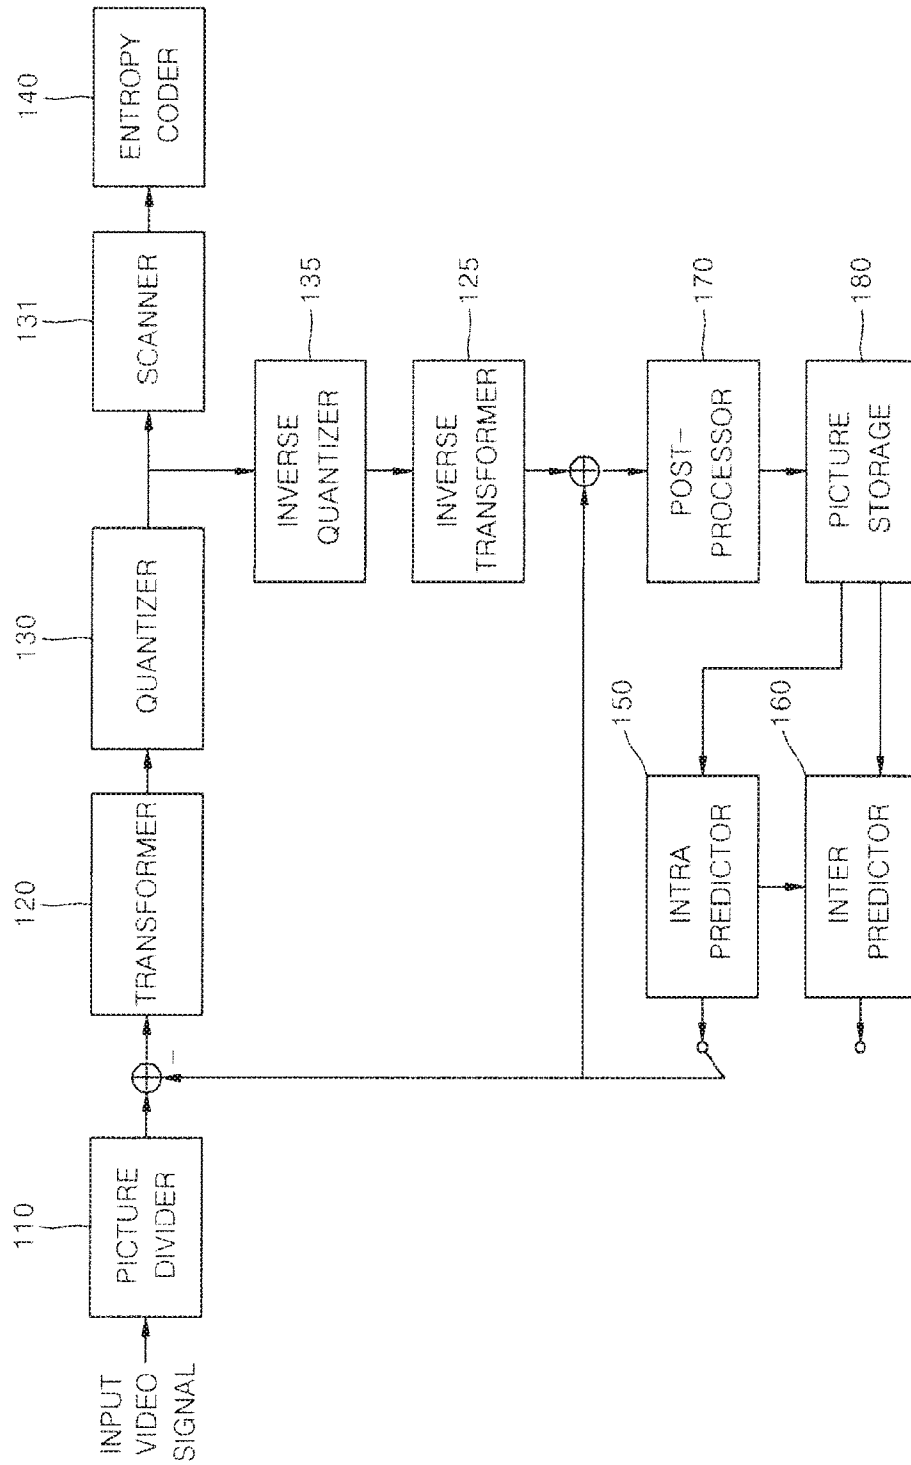 INPUT
VIDEO
SIGNAL
110
PICTURE
DIVIDER
–
120
TRANSFORMER
130
QUANTIZER
131
SCANNER
140
ENTROPY
CODER
135
INVERSE
QUANTIZER
125
INVERSE
TRANSFORMER
170
POST–
PROCESSOR
180
PICTURE
STORAGE
150
INTRA
PREDICTOR
160
INTER
PREDICTOR